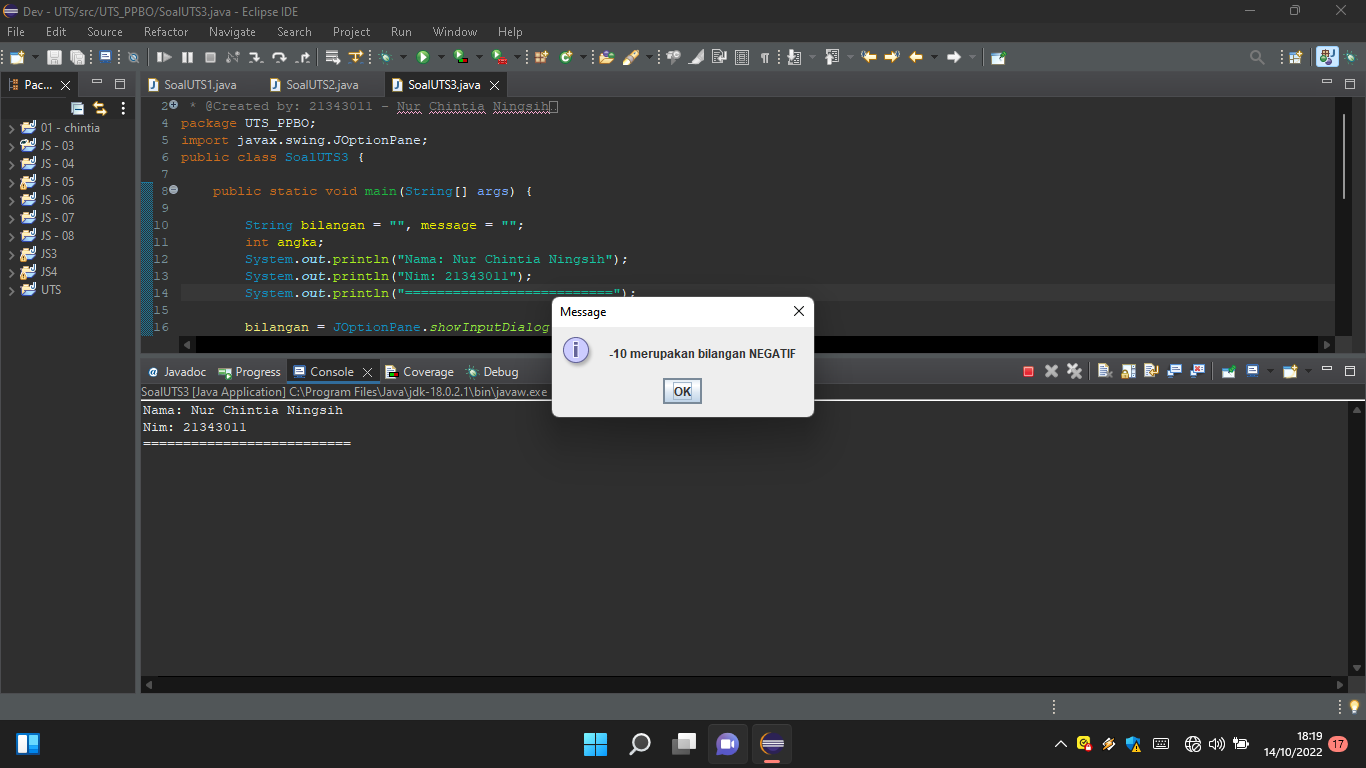 Dev - UTS/src/UTS_PPBO/SoalUTS3.java - Eclipse IDE
File Edit Source Refactor Navigate Search Project Run Window Help
Pac...
SoalUTS1.java SoalUTS2.java SoalUTS3.java
01 - chintia
JS - 03
JS - 04
JS - 05
JS - 06
JS - 07
JS - 08
JS3
JS4
UTS
2 * @Created by: 21343011 - Nur Chintia Ningsih
4 package UTS_PPBO;
5 import javax.swing.JOptionPane;
6 public class SoalUTS3 {
7
8 public static void main(String[] args) {
9
10 String bilangan = "", message = "";
11 int angka;
12 System.out.println("Nama: Nur Chintia Ningsih");
13 System.out.println("Nim: 21343011");
14 System.out.println("==========================");
15
16 bilangan = JOptionPane.showInputDialog
Message
-10 merupakan bilangan NEGATIF
OK
Javadoc Progress Console Coverage Debug
SoalUTS3 [Java Application] C:\Program Files\Java\jdk-18.0.2.1\bin\javaw.exe
Nama: Nur Chintia Ningsih
Nim: 21343011
==========================
18:19
14/10/2022
17